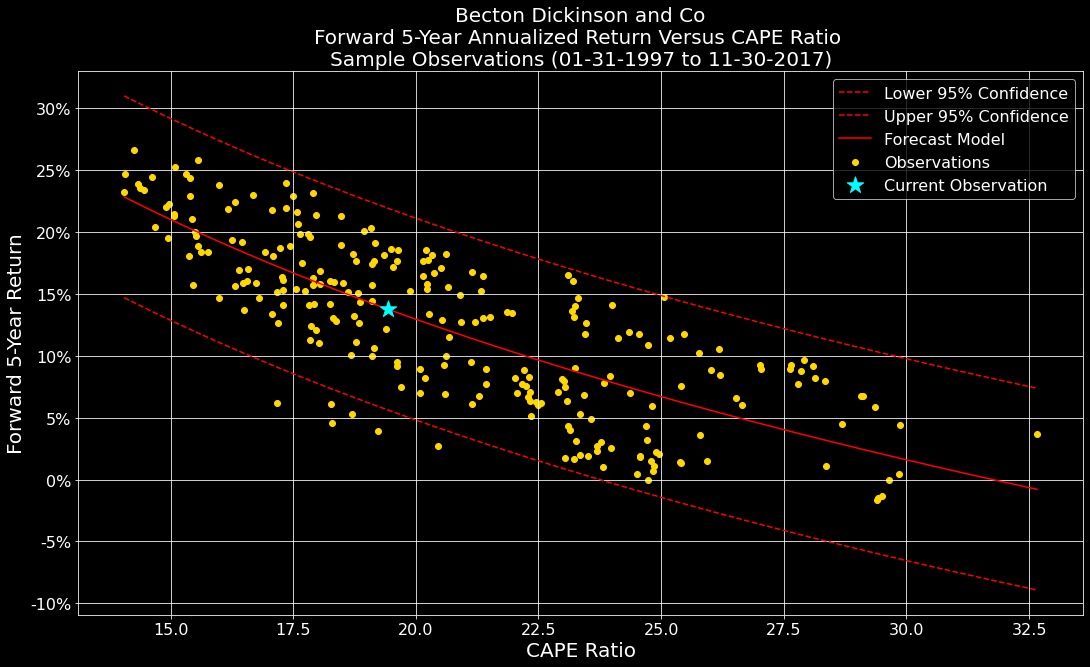 Becton Dickinson and Co
Forward 5-Year Annualized Return Versus CAPE Ratio
Sample Observations (01-31-1997 to 11-30-2017)
Lower 95% Confidence
Upper 95% Confidence
Forecast Model
Observations
Current Observation
Forward 5-Year Return
30%
25%
20%
15%
10%
5%
0%
-5%
-10%
15.0 17.5 20.0 22.5 25.0 27.5 30.0 32.5
CAPE Ratio